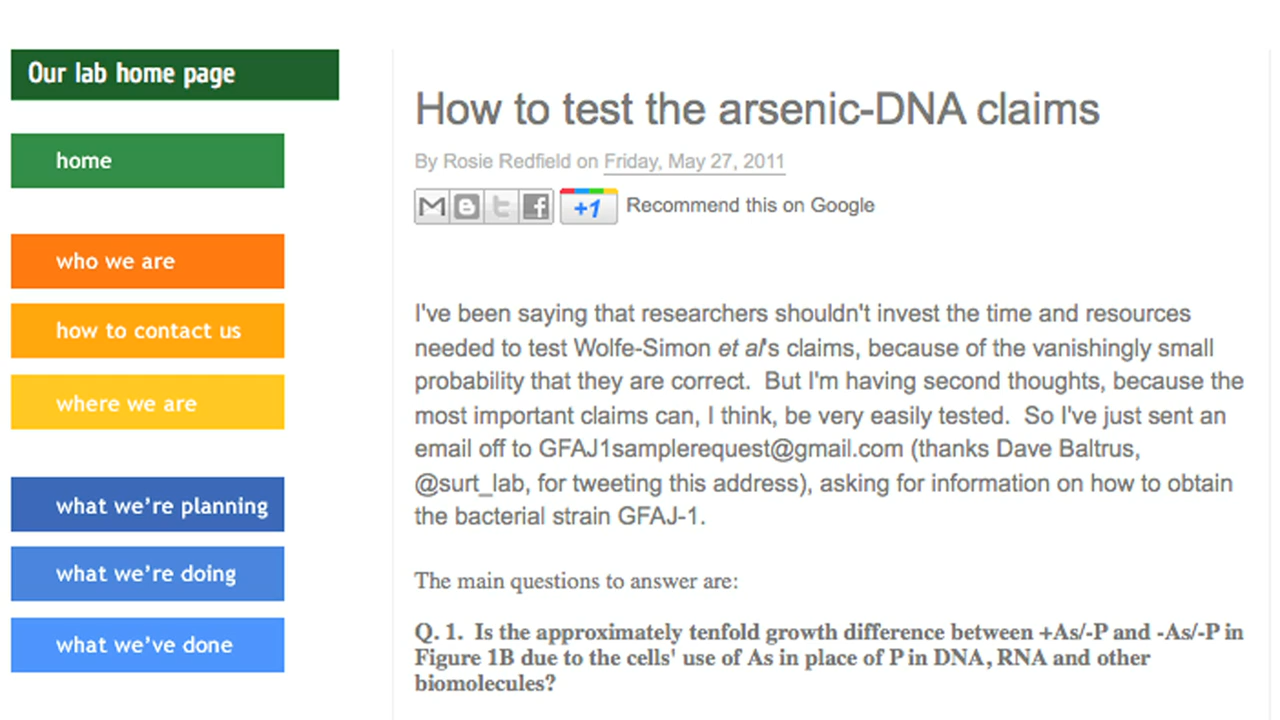 Our lab home page
home
who we are
how to contact us
where we are
what we're planning
what we're doing
what we've done
How to test the arsenic-DNA claims
By Rosie Redfield on Friday, May 27, 2011
+1 Recommend this on Google
I've been saying that researchers shouldn't invest the time and resources
needed to test Wolfe-Simon et al's claims, because of the vanishingly small
probability that they are correct.  But I'm having second thoughts, because the
most important claims can, I think, be very easily tested.  So I've just sent an
email off to GFAJ1samplerequest@gmail.com (thanks Dave Baltrus,
@surt_lab, for tweeting this address), asking for information on how to obtain
the bacterial strain GFAJ-1.
The main questions to answer are:
Q. 1.  Is the approximately tenfold growth difference between +As/-P and -As/-P in
Figure 1B due to the cells' use of As in place of P in DNA, RNA and other
biomolecules?